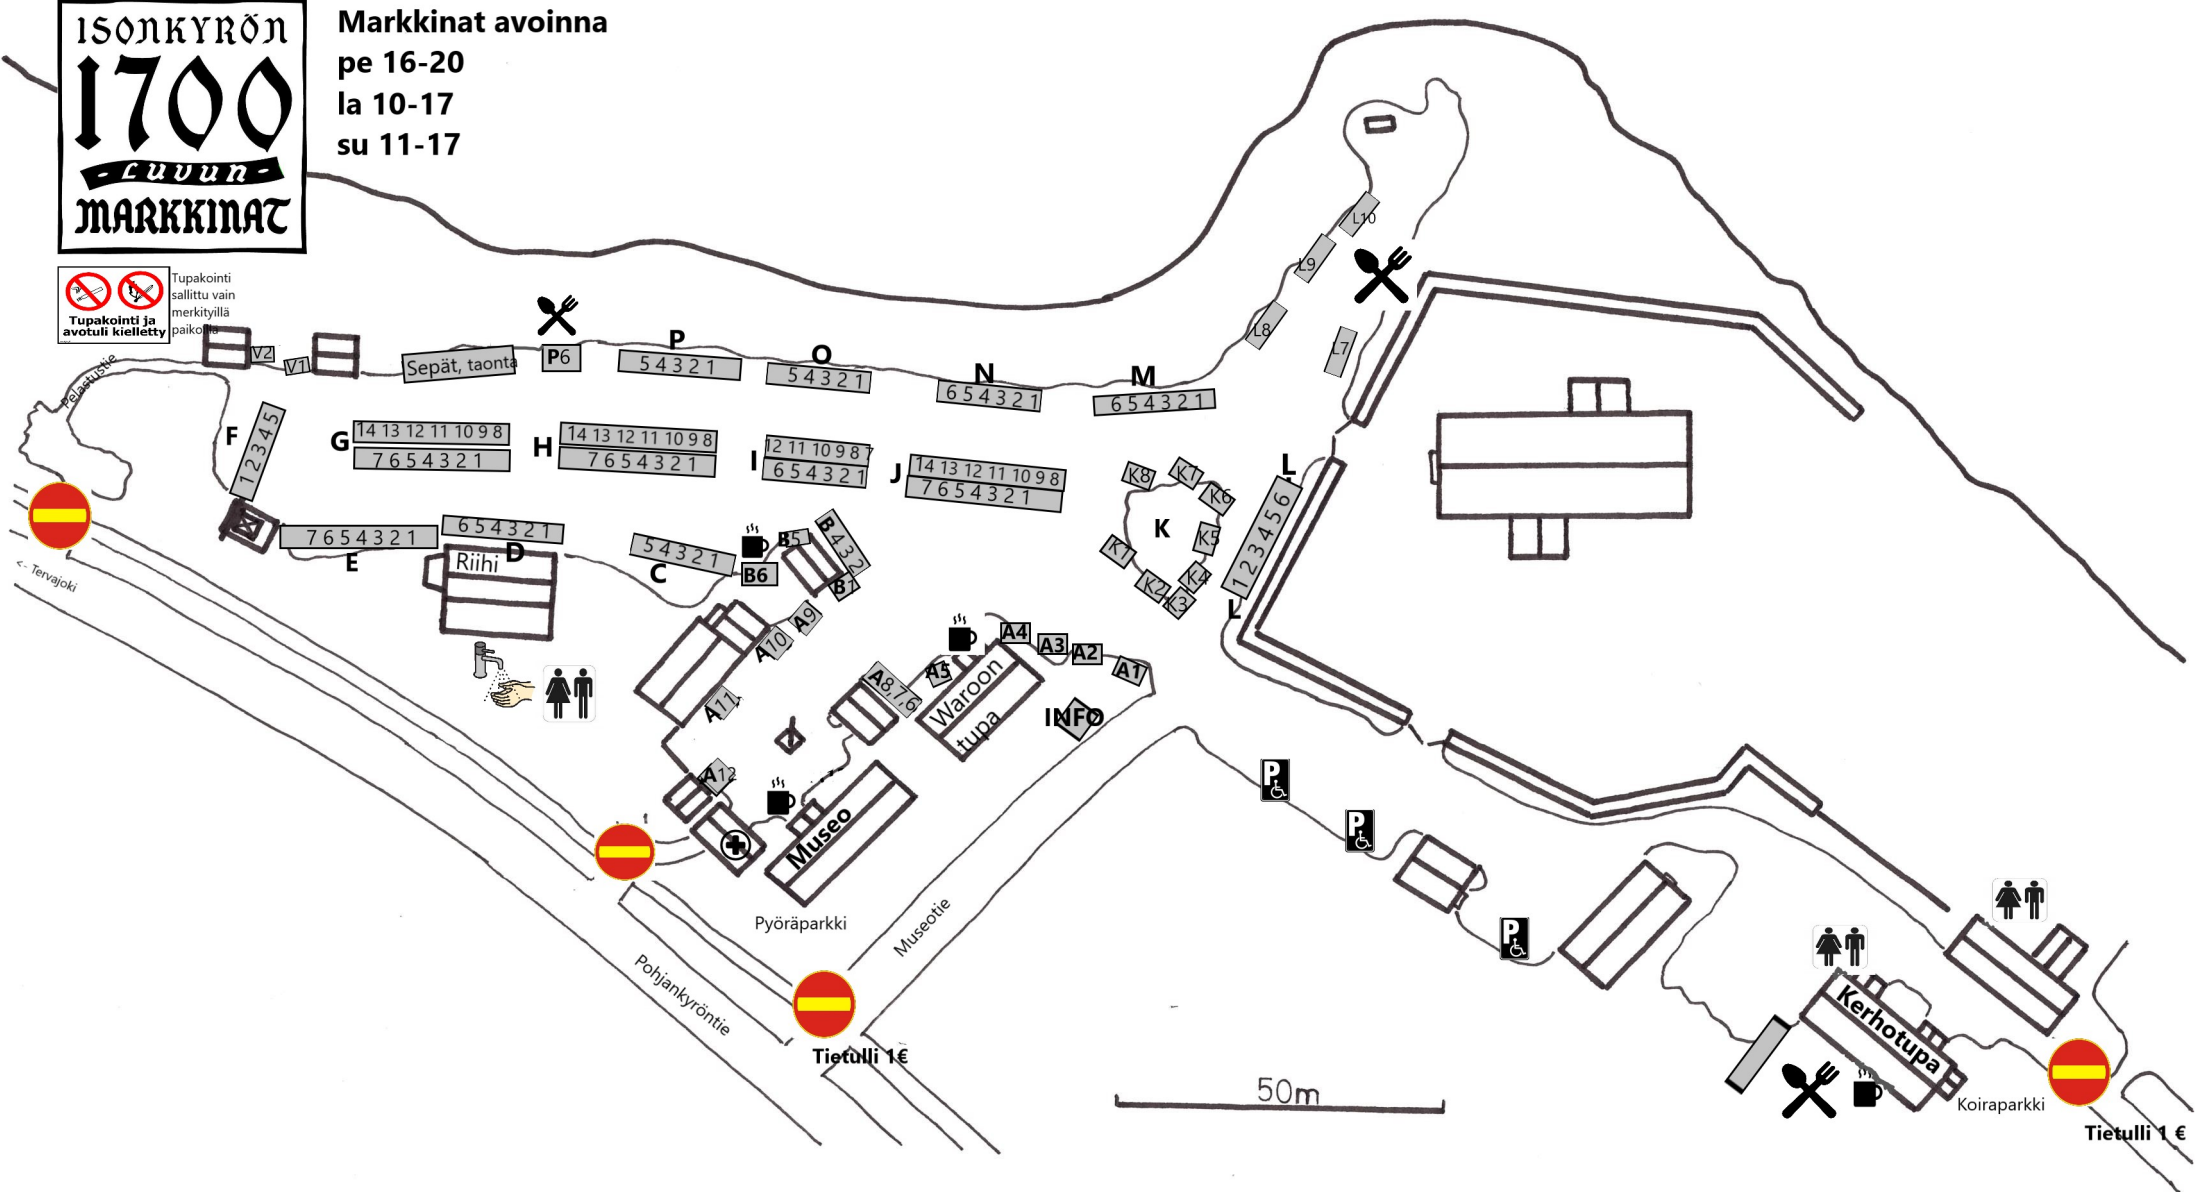 ISONKYRÖN
1700
-LUVUN-
MARKKINAT
Markkinat avoinna
pe 16-20
la 10-17
su 11-17
Tupakointi ja
avotuli kielletty
Tupakointi
sallittu vain
merkityillä
paikoilla
Pelastustie
V2
V1
Sepät, taonta
P6
P
5 4 3 2 1
O
5 4 3 2 1
N
6 5 4 3 2 1
M
6 5 4 3 2 1
L10
L9
L8
L7
F
1 2 3 4 5
G
14 13 12 11 10 9 8
7 6 5 4 3 2 1
H
14 13 12 11 10 9 8
7 6 5 4 3 2 1
I
12 11 10 9 8 7
6 5 4 3 2 1
J
14 13 12 11 10 9 8
7 6 5 4 3 2 1
K
K8
K7
K6
K5
K4
K3
K2
K1
L
1 2 3 4 5 6
L
7 6 5 4 3 2 1
E
6 5 4 3 2 1
D
Riihi
5 4 3 2 1
C
B6
B5
B 4 3 2
B1
A9
A10
A11
A12
A8,7,6
A5
A4
A3
A2
A1
Waroon
tupa
INFO
Museo
<- Tervajoki
Pyöräparkki
Museotie
Pohjankyröntie
Tietulli 1€
50m
P
P
P
Kerhotupa
Koiraparkki
Tietulli 1 €